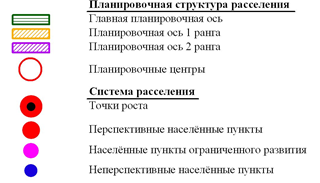 Планировочная структура расселения
Главная планировочная ось
Планировочная ось 1 ранга
Планировочная ось 2 ранга
Планировочные центры
Система расселения
Точки роста
Перспективные населённые пункты
Населённые пункты ограниченного развития
Неперспективные населённые пункты